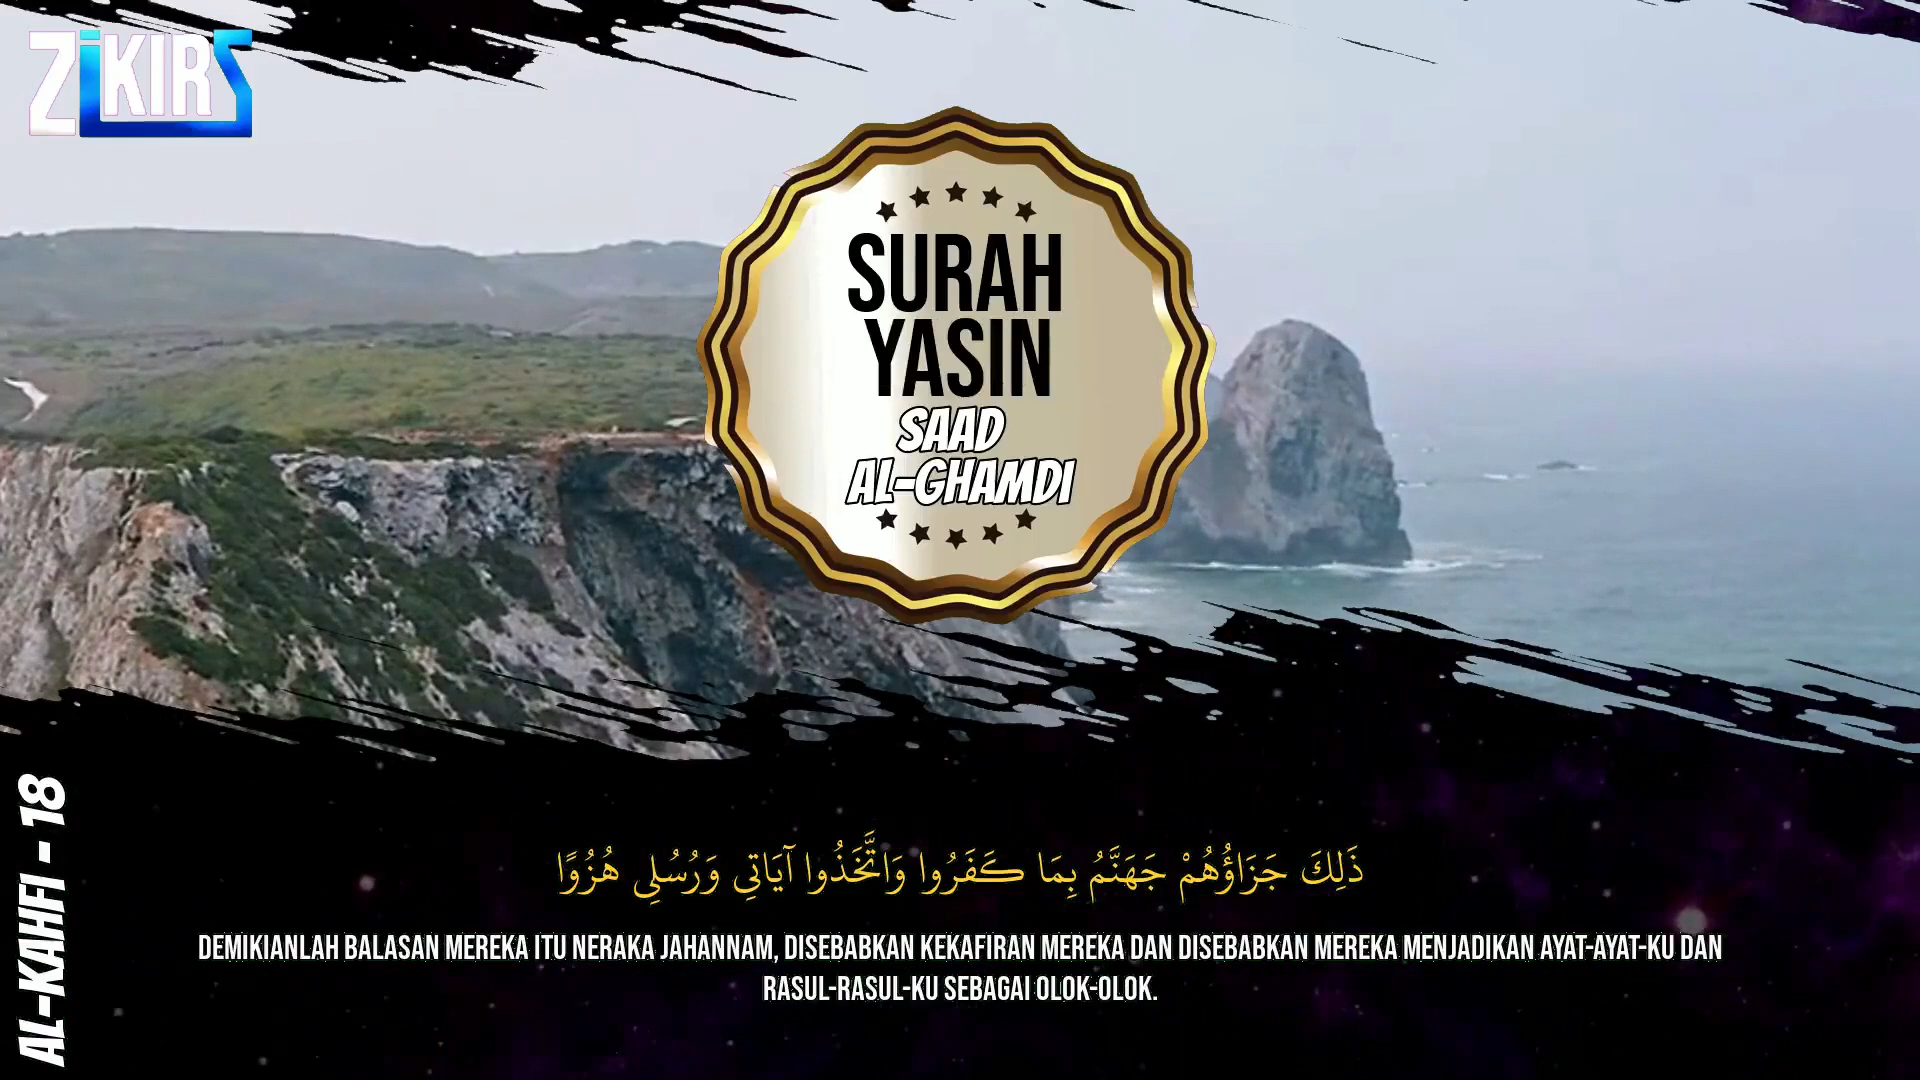 ZIKIRS
SURAH
YASIN
SAAD
AL-GHAMDI
AL-KAHFI - 18
ذَلِكَ جَزَاؤُهُمْ جَهَنَّمُ بِمَا كَفَرُوا وَاتَّخَذُوا آيَاتِي وَرُسُلِي هُزُوًا
DEMIKIANLAH BALASAN MEREKA ITU NERAKA JAHANNAM, DISEBABKAN KEKAFIRAN MEREKA DAN DISEBABKAN MEREKA MENJADIKAN AYAT-AYAT-KU DAN
RASUL-RASUL-KU SEBAGAI OLOK-OLOK.